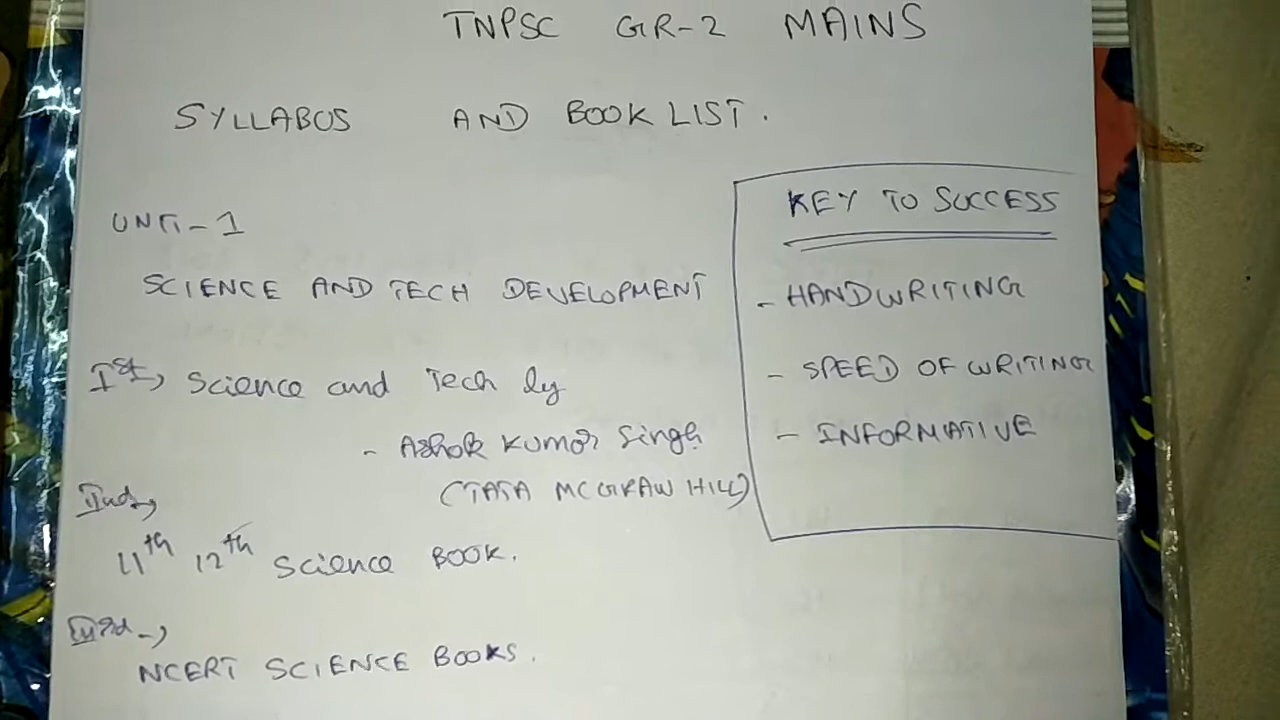 TNPSC GR-2 MAINS
SYLLABUS AND BOOK LIST.
UNIT-1
SCIENCE AND TECH DEVELOPMENT
Ist, Science and Tech by
- Ashok Kumar Singh
(TATA MCGRAW HILL)
IInd,
11th 12th Science BOOK.
IIIrd -,
NCERT SCIENCE BOOKS.
KEY TO SUCCESS
- HANDWRITING
- SPEED OF WRITING
- INFORMATIVE